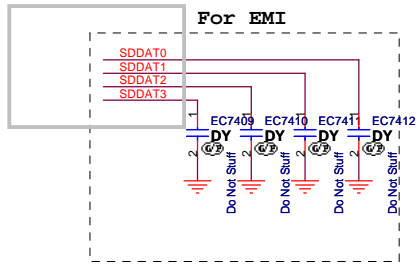 For EMI
SDDAT0
SDDAT1
SDDAT2
SDDAT3
1 EC7409 1 EC7410 1 EC7411 1 EC7412
DY DY DY DY
2 2 2 2
Do Not Stuff Do Not Stuff Do Not Stuff Do Not Stuff